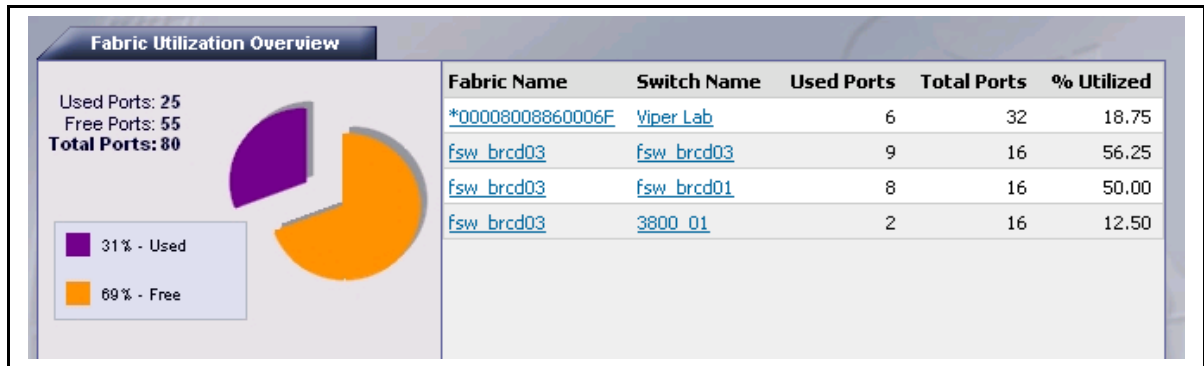 Fabric Utilization Overview
Used Ports: 25
Free Ports: 55
Total Ports: 80
31% - Used
69% - Free
Fabric Name Switch Name Used Ports Total Ports % Utilized
*00008008860006F Viper Lab 6 32 18.75
fsw_brcd03 fsw_brcd03 9 16 56.25
fsw_brcd03 fsw_brcd01 8 16 50.00
fsw_brcd03 3800_01 2 16 12.50